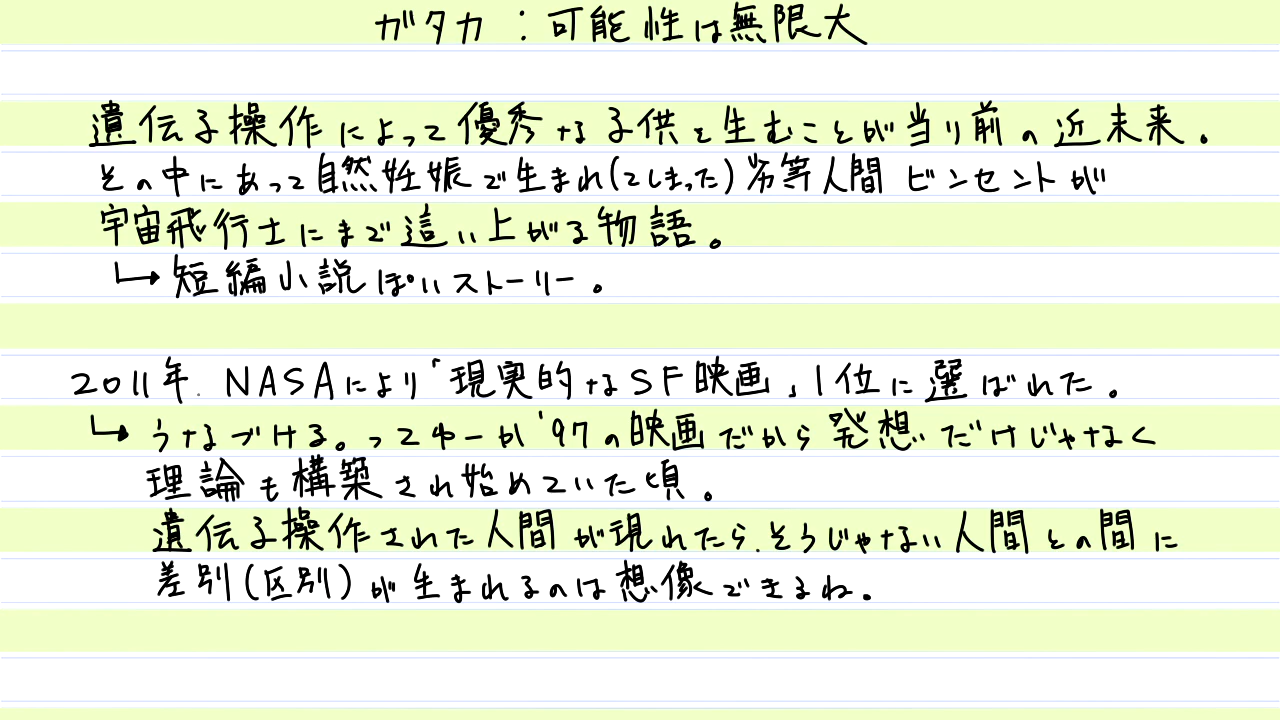 ガタカ：可能性は無限大
遺伝子操作によって優秀な子供を生むことが当り前の近未来.
その中にあって自然妊娠で生まれ(てしまった)劣等人間ビンセントが
宇宙飛行士にまで這い上がる物語。
↳短編小説ぽいストーリー.
2011年.NASAにより「現実的なSF映画」1位に選ばれた.
↳うなづける。ってゆーか'97の映画だから発想だけじゃなく
理論も構築され始めていた頃.
遺伝子操作された人間が現れたら.そうじゃない人間との間に
差別(区別)が生まれるのは想像できるね.